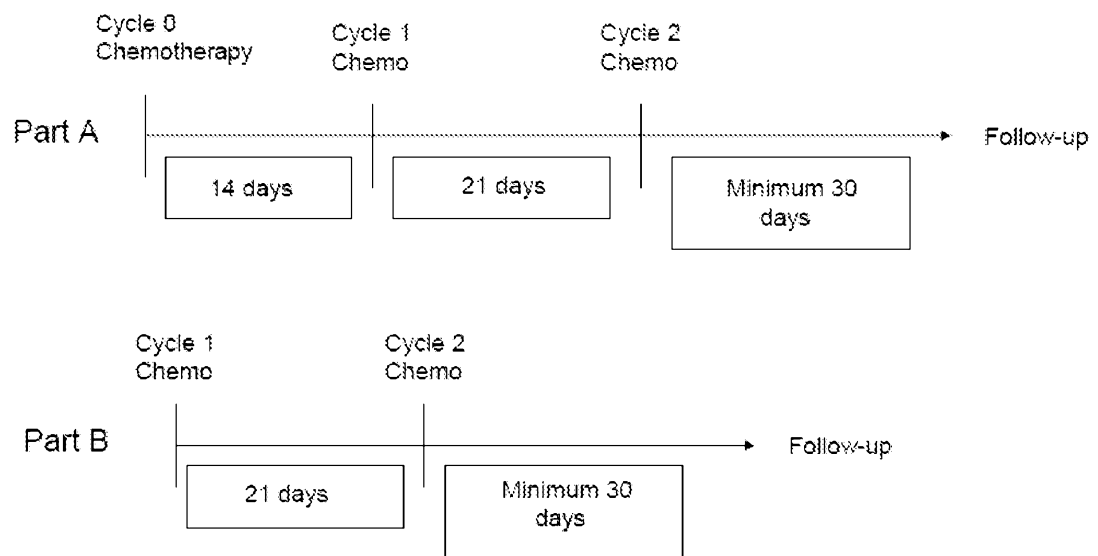 Cycle 0
Chemotherapy
Cycle 1
Chemo
Cycle 2
Chemo
Part A
Follow-up
14 days
21 days
Minimum 30
days
Cycle 1
Chemo
Cycle 2
Chemo
Part B
Follow-up
21 days
Minimum 30
days